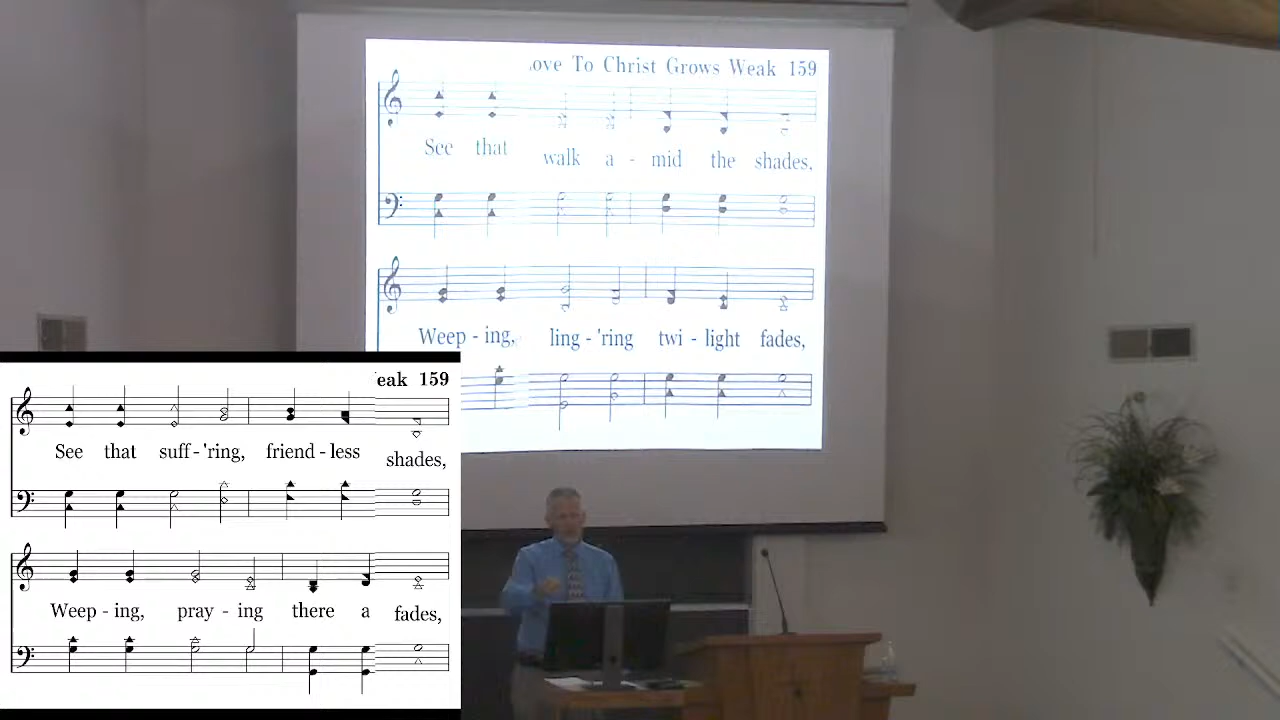 ove To Christ Grows Weak 159
See that walk a - mid the shades.
Weep - ing, ling - 'ring twi - light fades,
eak 159
See that suff - 'ring, friend - less shades,
Weep - ing, pray - ing there a fades,